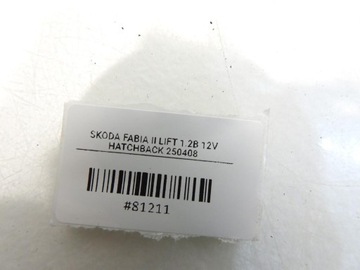 SKODA FABIA II LIFT 1.2B 12V
HATCHBACK 250408
#81211